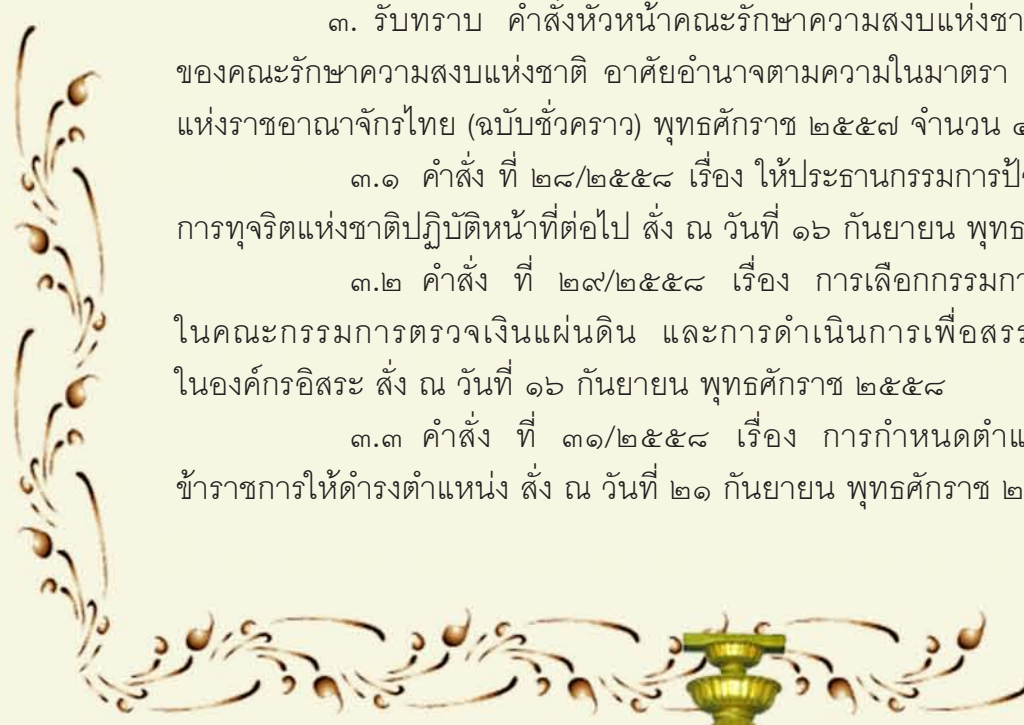 ๓. รับทราบ คำสั่งหัวหน้าคณะรักษาความสงบแห่งชา
ของคณะรักษาความสงบแห่งชาติ อาศัยอำนาจตามความในมาตรา
แห่งราชอาณาจักรไทย (ฉบับชั่วคราว) พุทธศักราช ๒๕๕๗ จำนวน
๓.๑ คำสั่ง ที่ ๒๘/๒๕๕๘ เรื่อง ให้ประธานกรรมการป้
การทุจริตแห่งชาติปฏิบัติหน้าที่ต่อไป สั่ง ณ วันที่ ๑๖ กันยายน พุทธ
๓.๒ คำสั่ง ที่ ๒๙/๒๕๕๘ เรื่อง การเลือกกรรมกา
ในคณะกรรมการตรวจเงินแผ่นดิน และการดำเนินการเพื่อสรร
ในองค์กรอิสระ สั่ง ณ วันที่ ๑๖ กันยายน พุทธศักราช ๒๕๕๘
๓.๓ คำสั่ง ที่ ๓๑/๒๕๕๘ เรื่อง การกำหนดตำแ
ข้าราชการให้ดำรงตำแหน่ง สั่ง ณ วันที่ ๒๑ กันยายน พุทธศักราช ๒